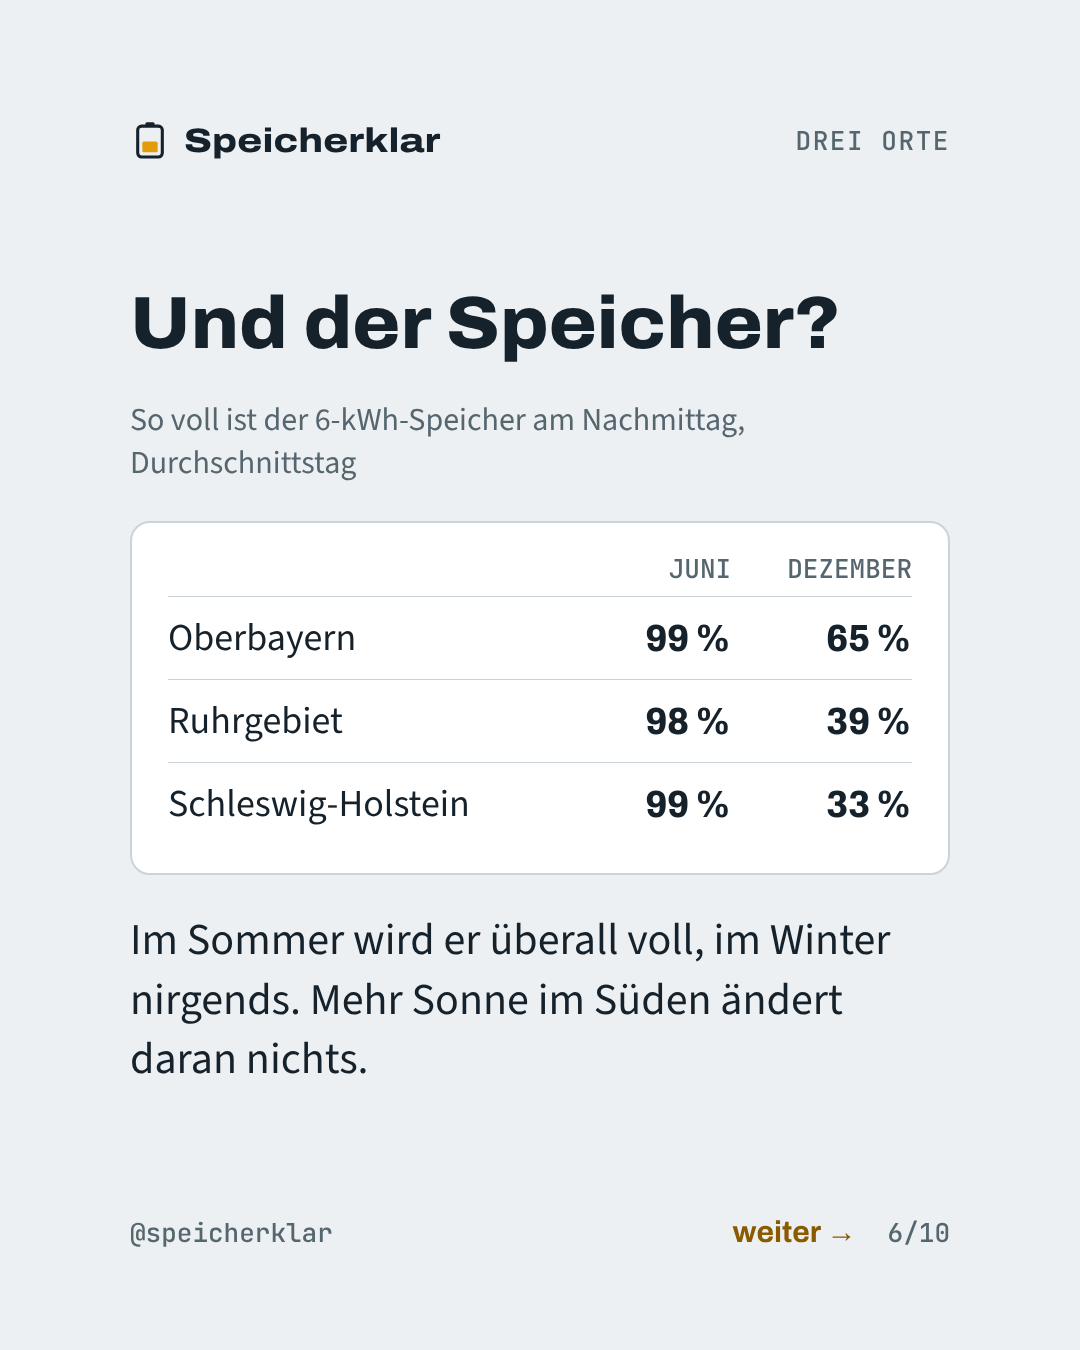 Speicherklar
DREI ORTE
Und der Speicher?
So voll ist der 6-kWh-Speicher am Nachmittag,
Durchschnittstag
JUNI DEZEMBER
Oberbayern 99 % 65 %
Ruhrgebiet 98 % 39 %
Schleswig-Holstein 99 % 33 %
Im Sommer wird er überall voll, im Winter
nirgends. Mehr Sonne im Süden ändert
daran nichts.
@speicherklar weiter → 6/10